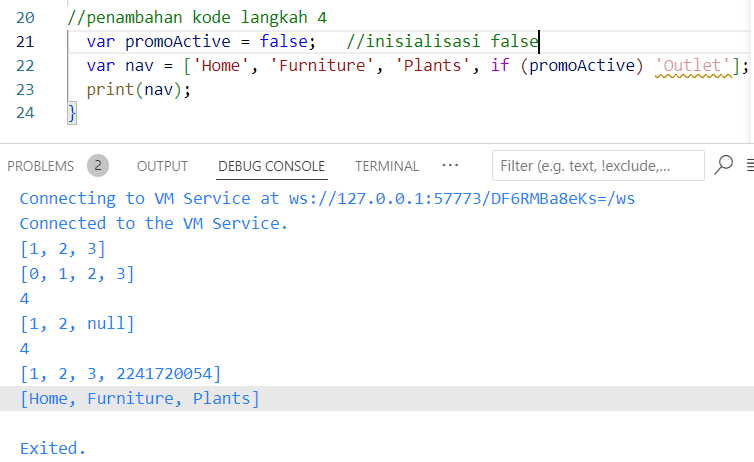 20 //penambahan kode langkah 4
21 var promoActive = false; //inisialisasi false
22 var nav = ['Home', 'Furniture', 'Plants', if (promoActive) 'Outlet'];
23 print(nav);
24 }
PROBLEMS 2 OUTPUT DEBUG CONSOLE TERMINAL ··· Filter (e.g. text, !exclude,...
Connecting to VM Service at ws://127.0.0.1:57773/DF6RMBa8eKs=/ws
Connected to the VM Service.
[1, 2, 3]
[0, 1, 2, 3]
4
[1, 2, null]
4
[1, 2, 3, 2241720054]
[Home, Furniture, Plants]
Exited.